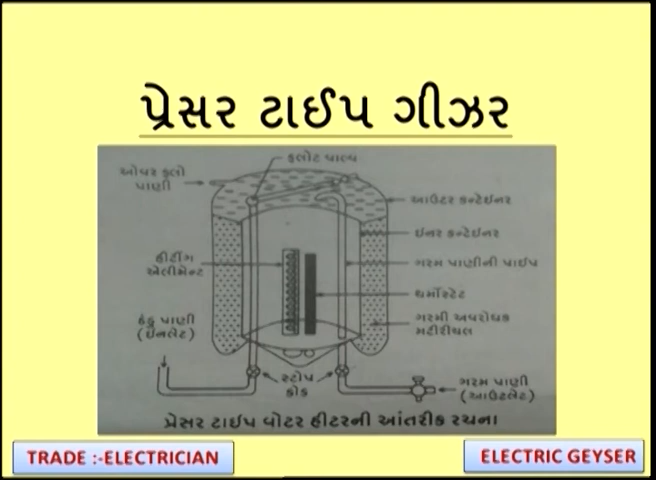 પ્રેસર ટાઈપ ગીઝર
ફ્લોટ વાલ્વ
ઓવર ફ્લો
પાણી
આઉટર કન્ટેઈનર
ઈનર કન્ટેઈનર
હીટીંગ
એલીમેન્ટ
ગરમ પાણીની પાઈપ
થર્મોસ્ટેટ
ઠંડુ પાણી
(ઈનલેટ)
ગરમી અવરોધક
મટીરીયલ
સ્ટોપ
કોક
ગરમ પાણી
(આઉટલેટ)
પ્રેસર ટાઈપ વોટર હીટરની આંતરીક રચના
TRADE :-ELECTRICIAN
ELECTRIC GEYSER